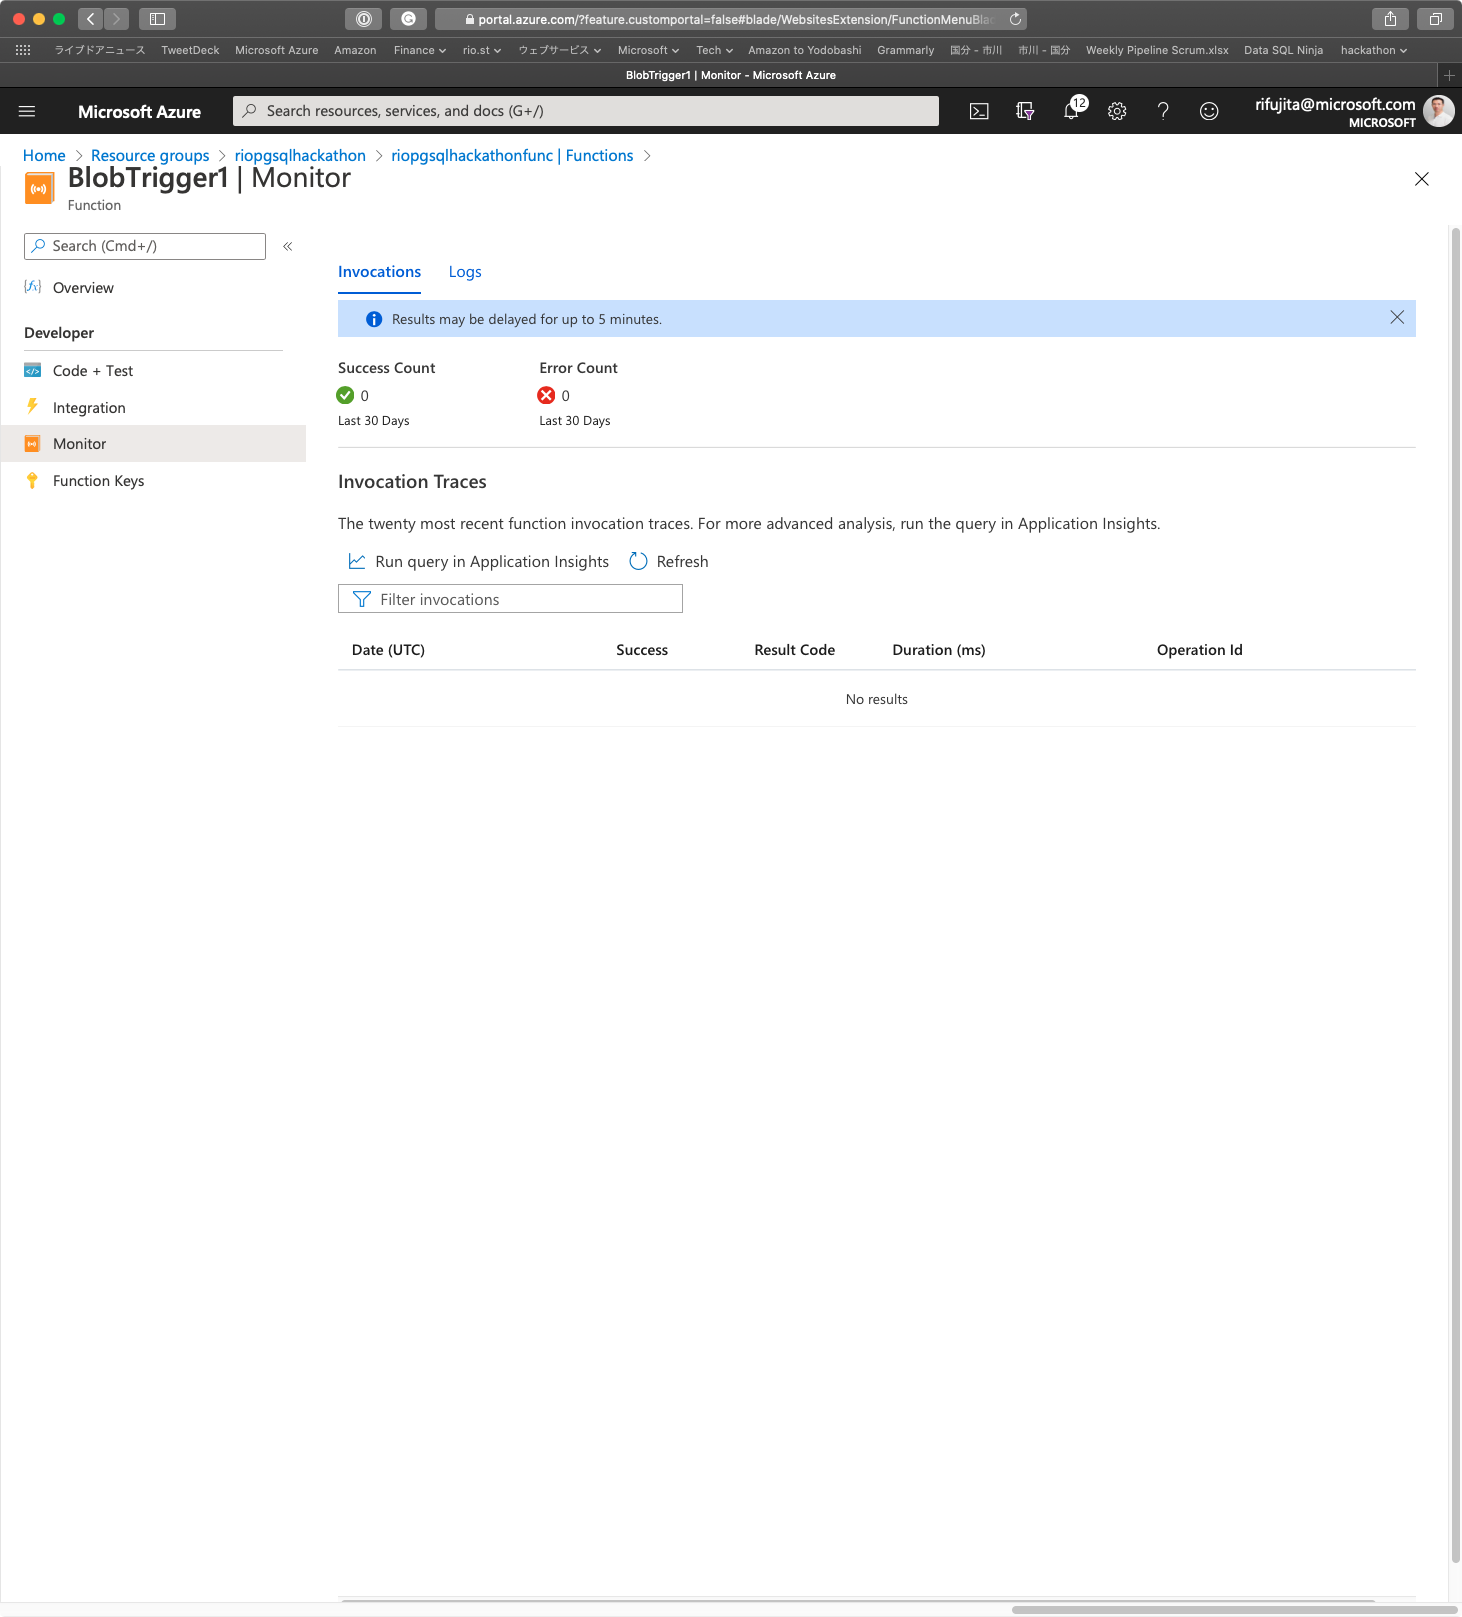 portal.azure.com/?feature.customportal=false#blade/WebsitesExtension/FunctionMenuBla
ライブドアニュース TweetDeck Microsoft Azure Amazon Finance rio.st ウェブサービス Microsoft Tech Amazon to Yodobashi Grammarly 国分 - 市川 市川 - 国分 Weekly Pipeline Scrum.xlsx Data SQL Ninja hackathon
BlobTrigger1 | Monitor - Microsoft Azure
Microsoft Azure
Search resources, services, and docs (G+/)
12
rifujita@microsoft.com
MICROSOFT
Home > Resource groups > riopgsqlhackathon > riopgsqlhackathonfunc | Functions >
BlobTrigger1 | Monitor
Function
Search (Cmd+/)
«
Overview
Developer
Code + Test
Integration
Monitor
Function Keys
Invocations Logs
Results may be delayed for up to 5 minutes.
Success Count Error Count
0 0
Last 30 Days Last 30 Days
Invocation Traces
The twenty most recent function invocation traces. For more advanced analysis, run the query in Application Insights.
Run query in Application Insights Refresh
Filter invocations
Date (UTC) Success Result Code Duration (ms) Operation Id
No results